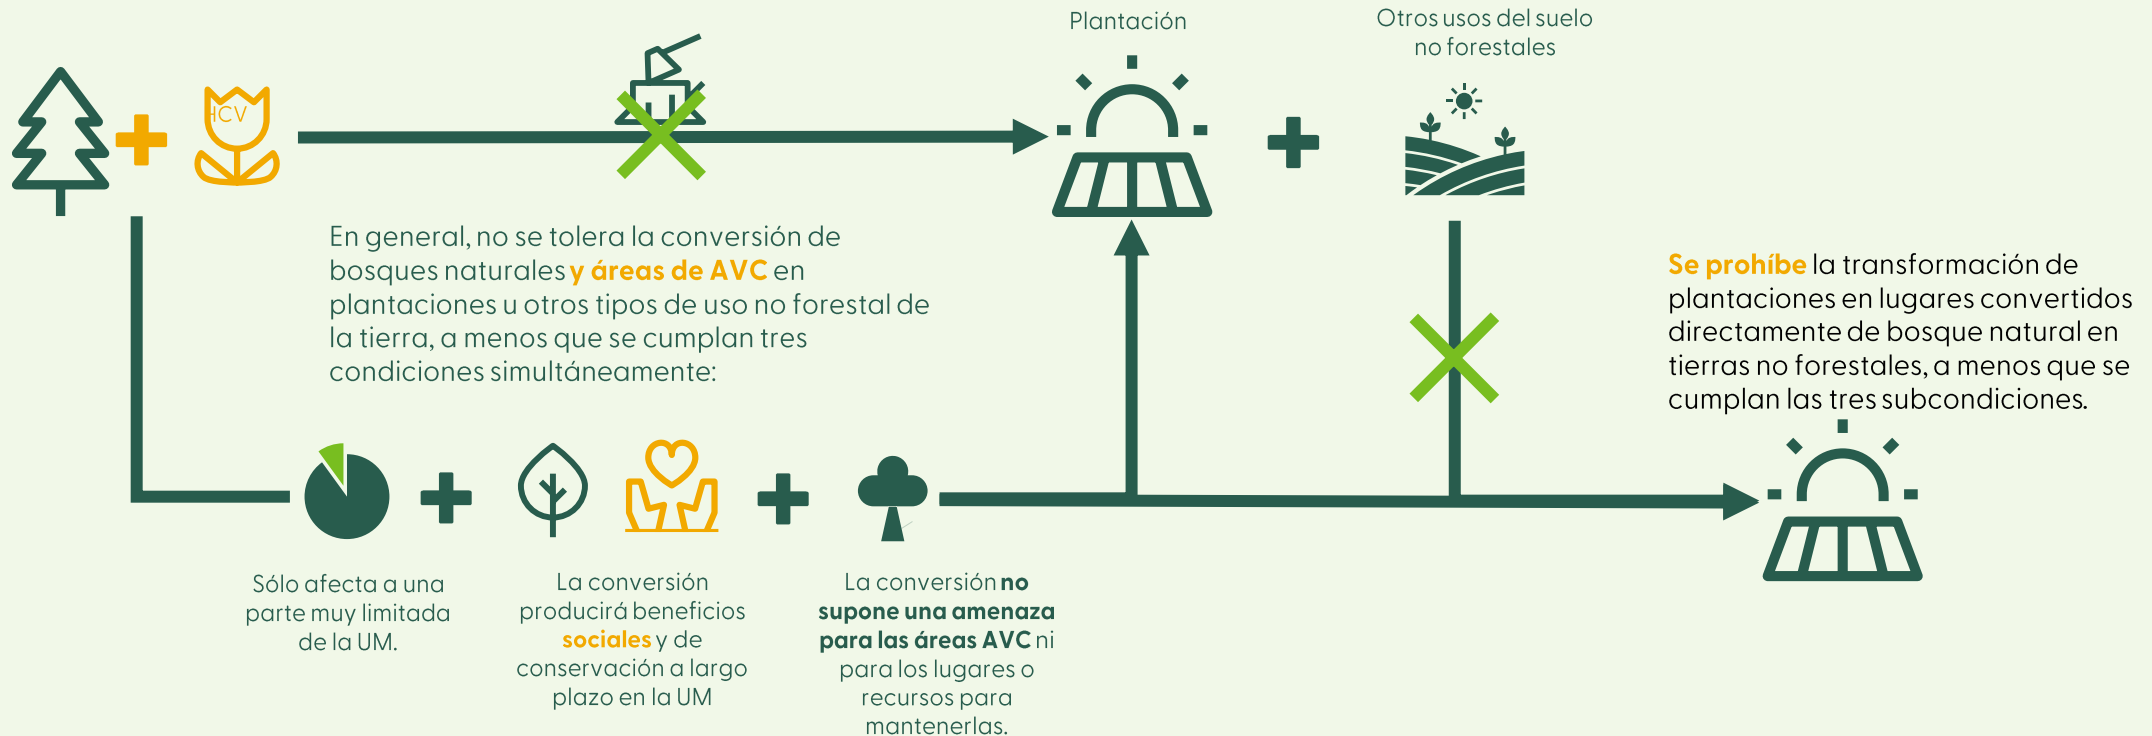 Plantación
Otros usos del suelo
no forestales
HCV
En general, no se tolera la conversión de
bosques naturales y áreas de AVC en
plantaciones u otros tipos de uso no forestal de
la tierra, a menos que se cumplan tres
condiciones simultáneamente:
Se prohíbe la transformación de
plantaciones en lugares convertidos
directamente de bosque natural en
tierras no forestales, a menos que se
cumplan las tres subcondiciones.
Sólo afecta a una
parte muy limitada
de la UM.
La conversión
producirá beneficios
sociales y de
conservación a largo
plazo en la UM
La conversión no
supone una amenaza
para las áreas AVC ni
para los lugares o
recursos para
mantenerlas.